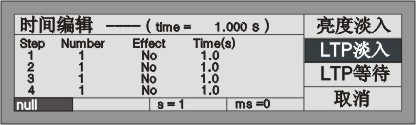 时间编辑 ---- ( time = 1.000 s )
Step Number Effect Time(s)
1 1 No 1.0
2 1 No 1.0
3 1 No 1.0
4 1 No 1.0
null s = 1 ms =0
亮度淡入
LTP淡入
LTP等待
取消